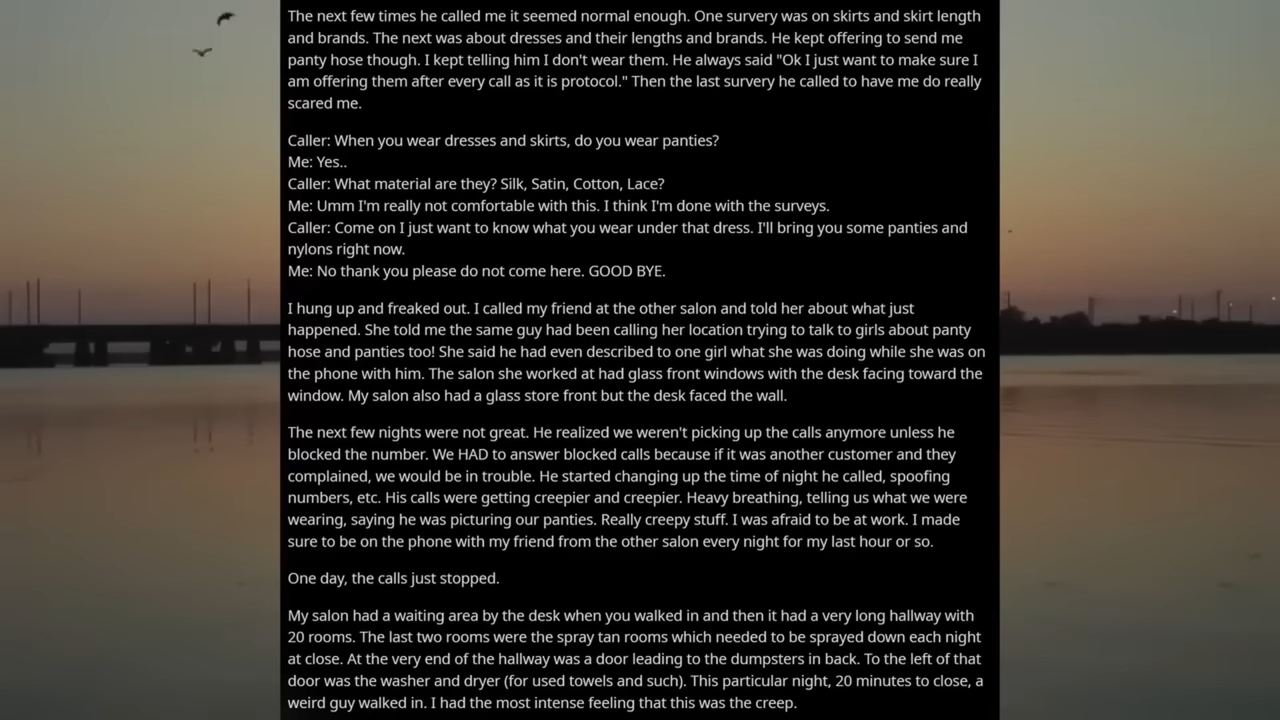 The next few times he called me it seemed normal enough. One survery was on skirts and skirt length
and brands. The next was about dresses and their lengths and brands. He kept offering to send me
panty hose though. I kept telling him I don't wear them. He always said "Ok I just want to make sure I
am offering them after every call as it is protocol." Then the last survery he called to have me do really
scared me.
Caller: When you wear dresses and skirts, do you wear panties?
Me: Yes..
Caller: What material are they? Silk, Satin, Cotton, Lace?
Me: Umm I'm really not comfortable with this. I think I'm done with the surveys.
Caller: Come on I just want to know what you wear under that dress. I'll bring you some panties and
nylons right now.
Me: No thank you please do not come here. GOOD BYE.
I hung up and freaked out. I called my friend at the other salon and told her about what just
happened. She told me the same guy had been calling her location trying to talk to girls about panty
hose and panties too! She said he had even described to one girl what she was doing while she was on
the phone with him. The salon she worked at had glass front windows with the desk facing toward the
window. My salon also had a glass store front but the desk faced the wall.
The next few nights were not great. He realized we weren't picking up the calls anymore unless he
blocked the number. We HAD to answer blocked calls because if it was another customer and they
complained, we would be in trouble. He started changing up the time of night he called, spoofing
numbers, etc. His calls were getting creepier and creepier. Heavy breathing, telling us what we were
wearing, saying he was picturing our panties. Really creepy stuff. I was afraid to be at work. I made
sure to be on the phone with my friend from the other salon every night for my last hour or so.
One day, the calls just stopped.
My salon had a waiting area by the desk when you walked in and then it had a very long hallway with
20 rooms. The last two rooms were the spray tan rooms which needed to be sprayed down each night
at close. At the very end of the hallway was a door leading to the dumpsters in back. To the left of that
door was the washer and dryer (for used towels and such). This particular night, 20 minutes to close, a
weird guy walked in. I had the most intense feeling that this was the creep.